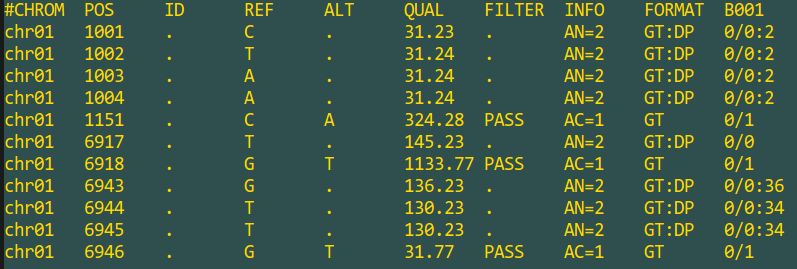 #CHROM POS ID REF ALT QUAL FILTER INFO FORMAT B001
chr01 1001 . C . 31.23 . AN=2 GT:DP 0/0:2
chr01 1002 . T . 31.24 . AN=2 GT:DP 0/0:2
chr01 1003 . A . 31.24 . AN=2 GT:DP 0/0:2
chr01 1004 . A . 31.24 . AN=2 GT:DP 0/0:2
chr01 1151 . C A 324.28 PASS AC=1 GT 0/1
chr01 6917 . T . 145.23 . AN=2 GT:DP 0/0
chr01 6918 . G T 1133.77 PASS AC=1 GT 0/1
chr01 6943 . G . 136.23 . AN=2 GT:DP 0/0:36
chr01 6944 . T . 130.23 . AN=2 GT:DP 0/0:34
chr01 6945 . T . 130.23 . AN=2 GT:DP 0/0:34
chr01 6946 . G T 31.77 PASS AC=1 GT 0/1